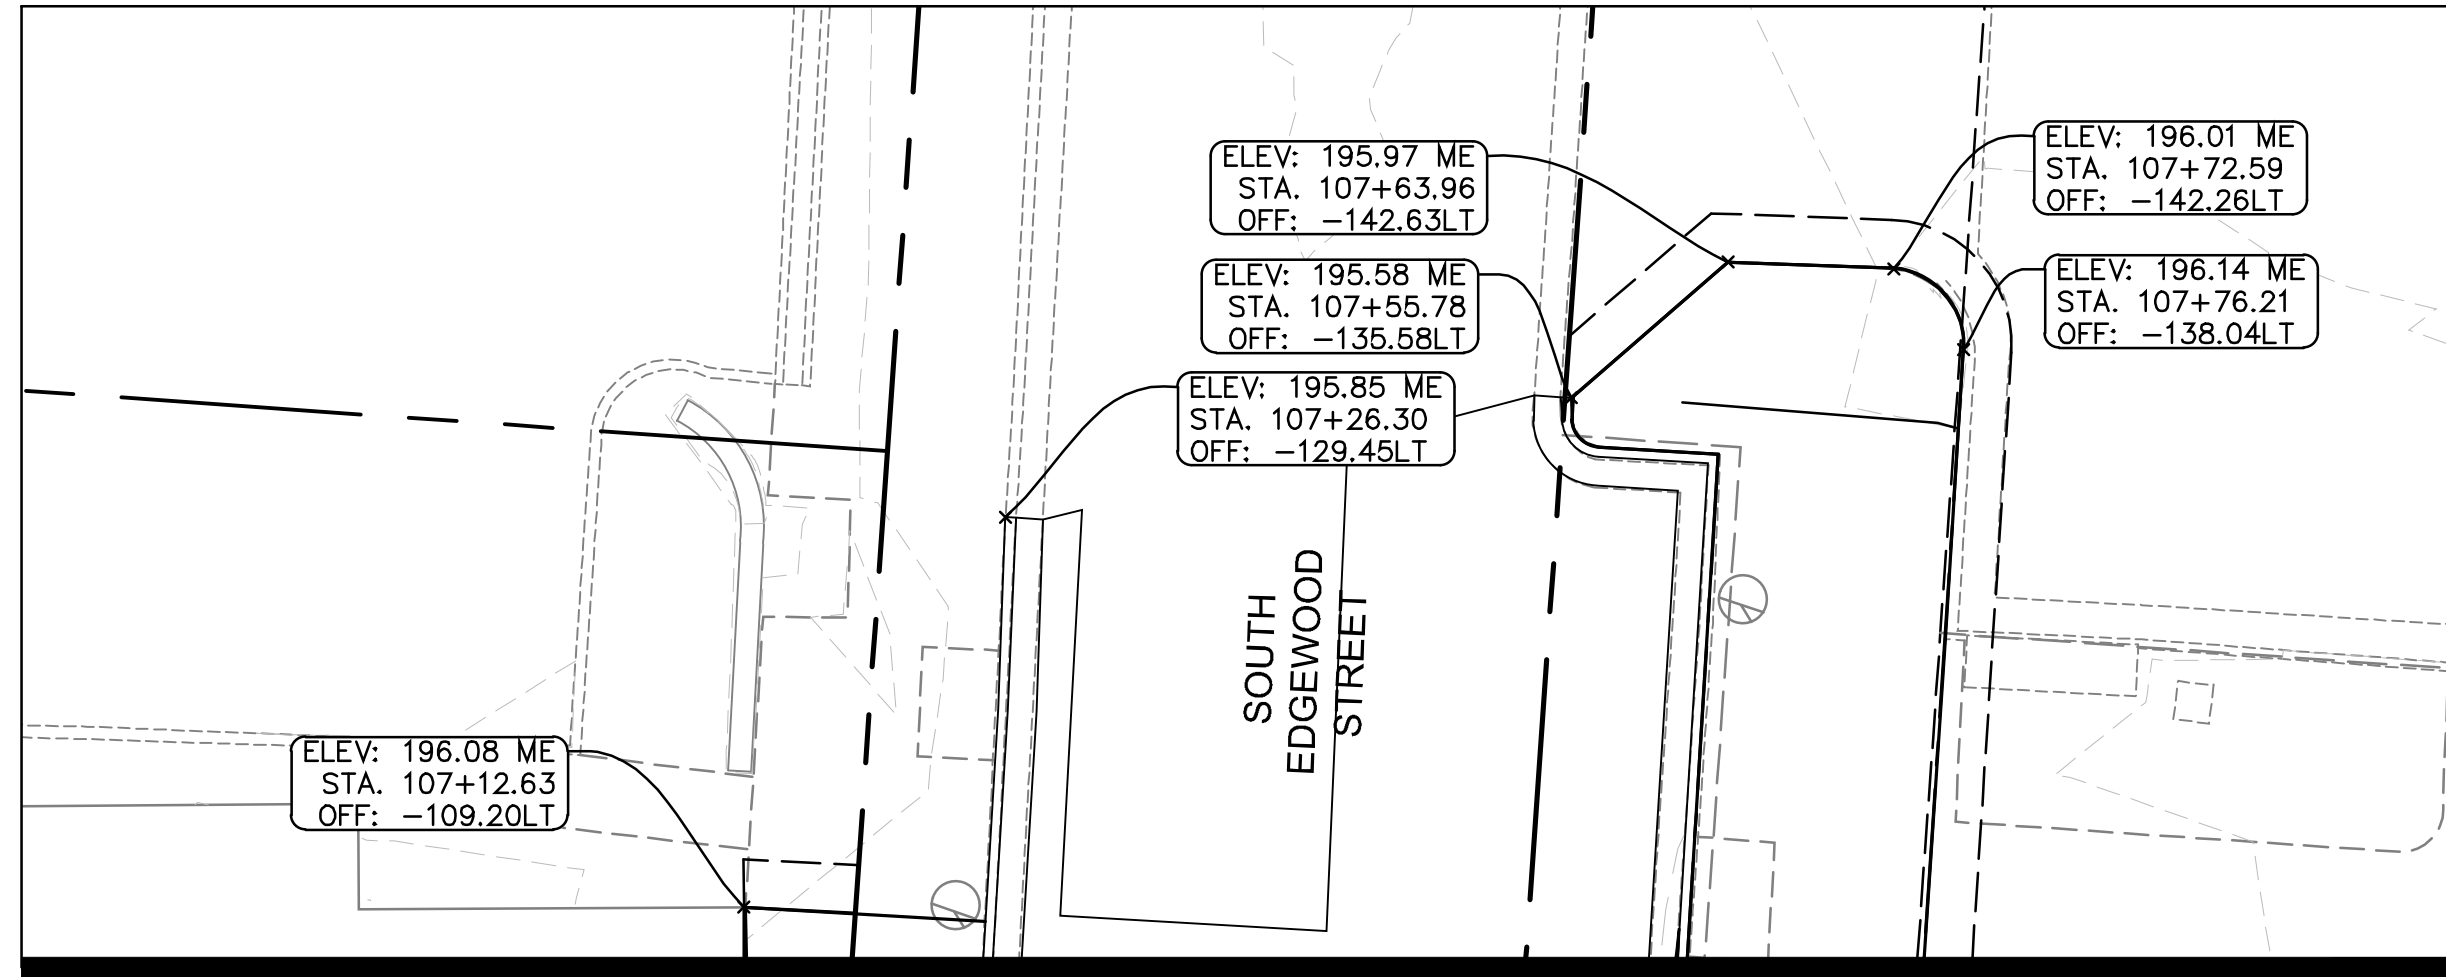 ELEV: 196.01 ME
STA. 107+72.59
OFF: -142.26LT
ELEV: 195.97 ME
STA. 107+63.96
OFF: -142.63LT
ELEV: 195.58 ME
STA. 107+55.78
OFF: -135.58LT
ELEV: 196.14 ME
STA. 107+76.21
OFF: -138.04LT
ELEV: 195.85 ME
STA. 107+26.30
OFF: -129.45LT
SOUTH
EDGEWOOD
STREET
ELEV: 196.08 ME
STA. 107+12.63
OFF: -109.20LT